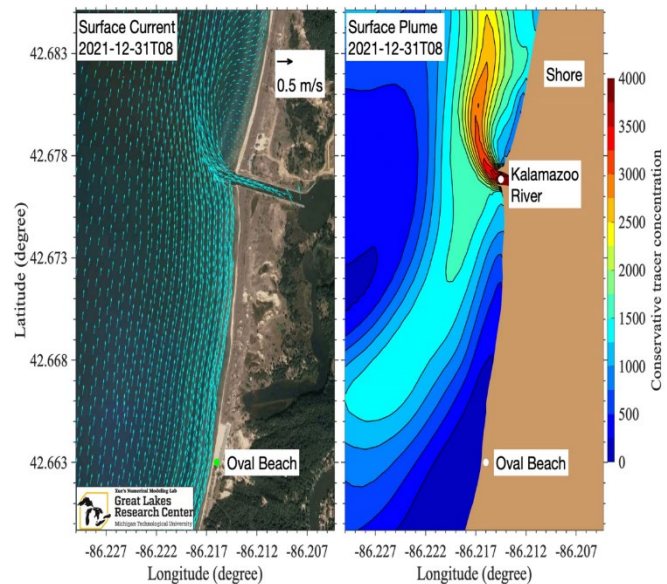 Surface Current
2021-12-31T08
0.5 m/s
Oval Beach
Great Lakes
Research Center
Michigan Technological University
42.683
42.678
42.673
42.668
42.663
Latitude (degree)
-86.227
-86.222
-86.217
-86.212
-86.207
Longitude (degree)
Surface Plume
2021-12-31T08
Shore
Kalamazoo
River
Oval Beach
-86.227
-86.222
-86.217
-86.212
-86.207
Longitude (degree)
4000
3500
3000
2500
2000
1500
1000
500
0
Conservative tracer concentration